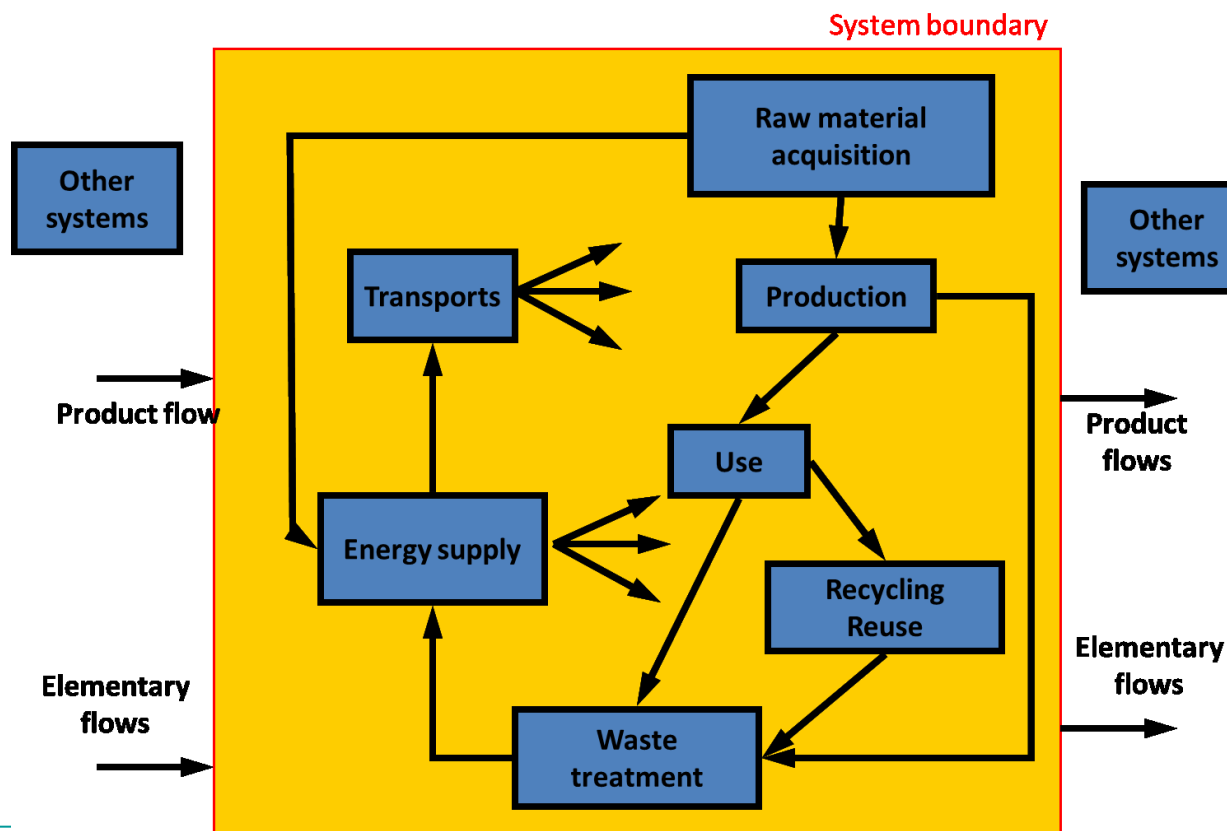 System boundary
Raw material
acquisition
Other
systems
Other
systems
Transports
Production
Product flow
Product
flows
Use
Energy supply
Recycling
Reuse
Elementary
flows
Elementary
flows
Waste
treatment